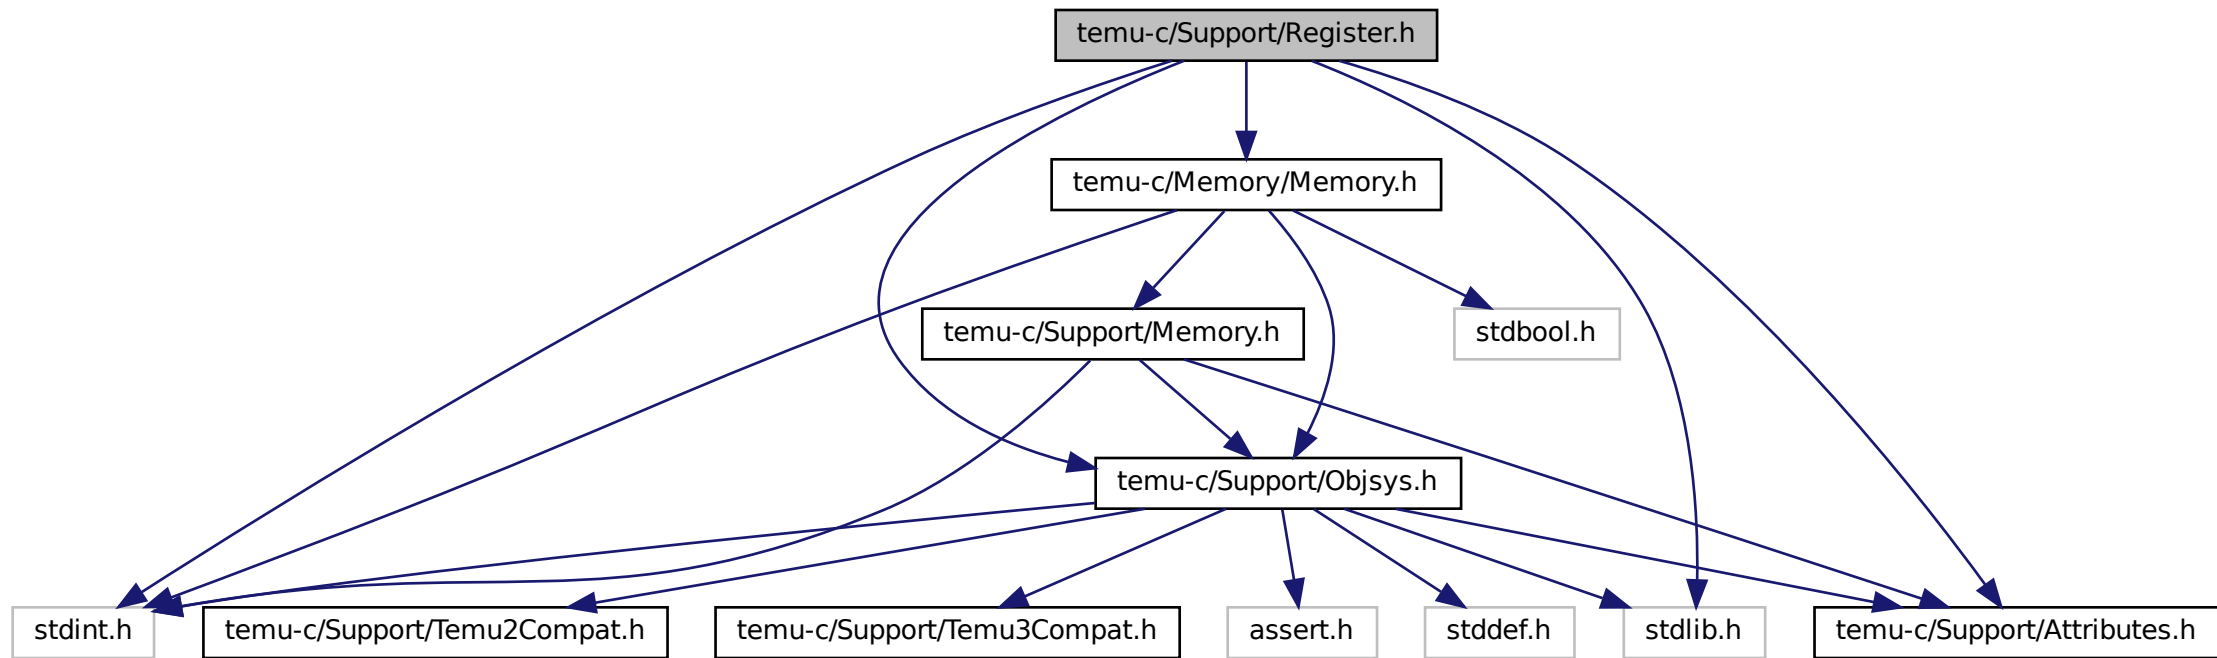 temu-c/Support/Register.h
temu-c/Memory/Memory.h
temu-c/Support/Memory.h
stdbool.h
temu-c/Support/Objsys.h
stdint.h
temu-c/Support/Temu2Compat.h
temu-c/Support/Temu3Compat.h
assert.h
stddef.h
stdlib.h
temu-c/Support/Attributes.h